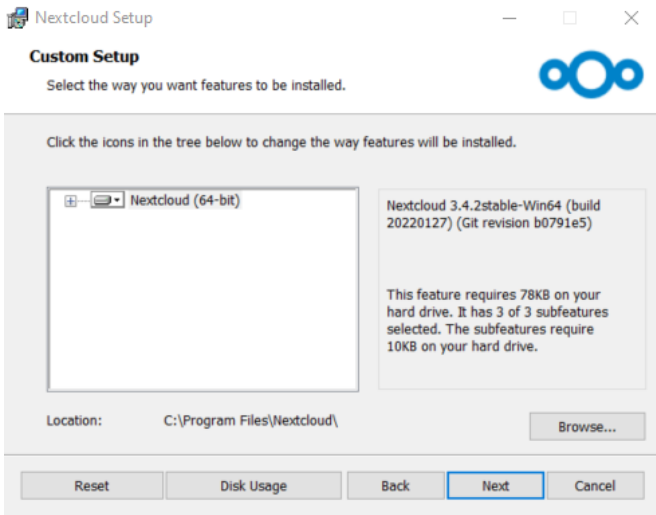 Nextcloud Setup
Custom Setup
Select the way you want features to be installed.
Click the icons in the tree below to change the way features will be installed.
Nextcloud (64-bit)
Nextcloud 3.4.2stable-Win64 (build
20220127) (Git revision b0791e5)
This feature requires 78KB on your
hard drive. It has 3 of 3 subfeatures
selected. The subfeatures require
10KB on your hard drive.
Location: C:\Program Files\Nextcloud\
Browse...
Reset Disk Usage Back Next Cancel